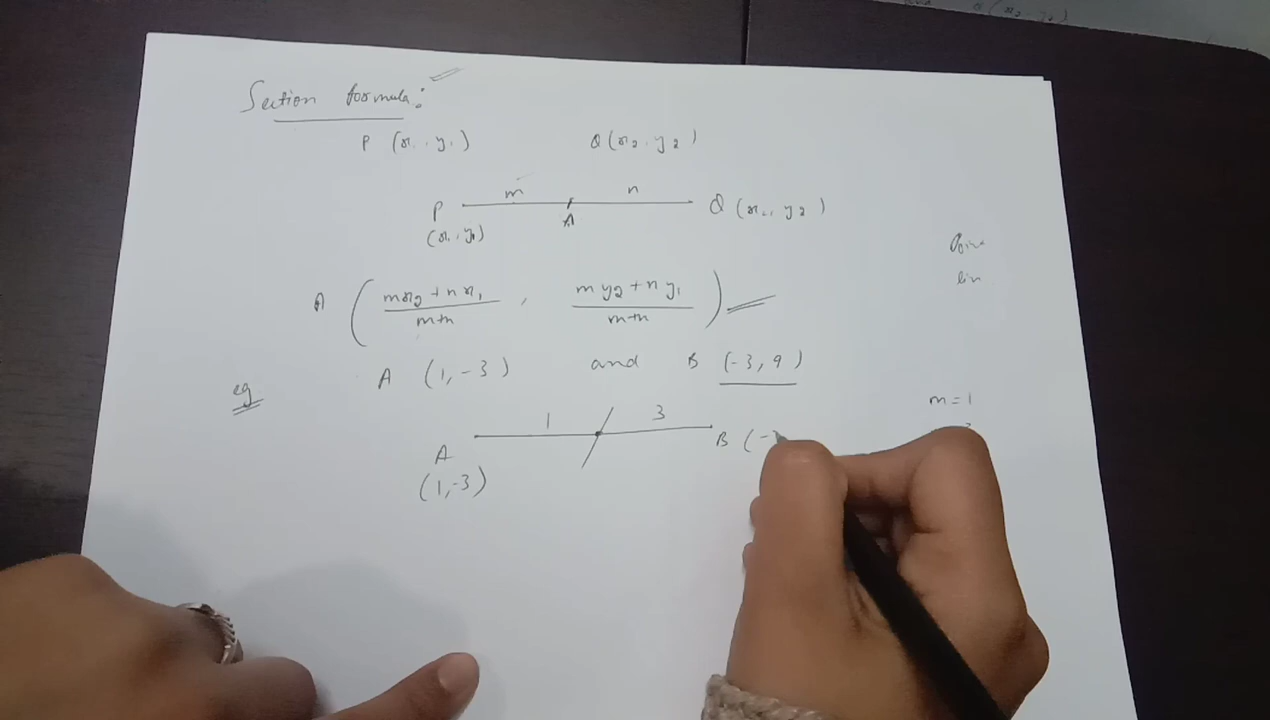 Section formula:
P (x1, y1) Q (x2, y2)
m n
P A Q (x2, y2)
(x1, y1)
A ( mx2 + nx1 / m+n , my2 + ny1 / m+n )
eg A (1, -3) and B (-3, 9)
m = 1
1 3
A B (-3
(1, -3)